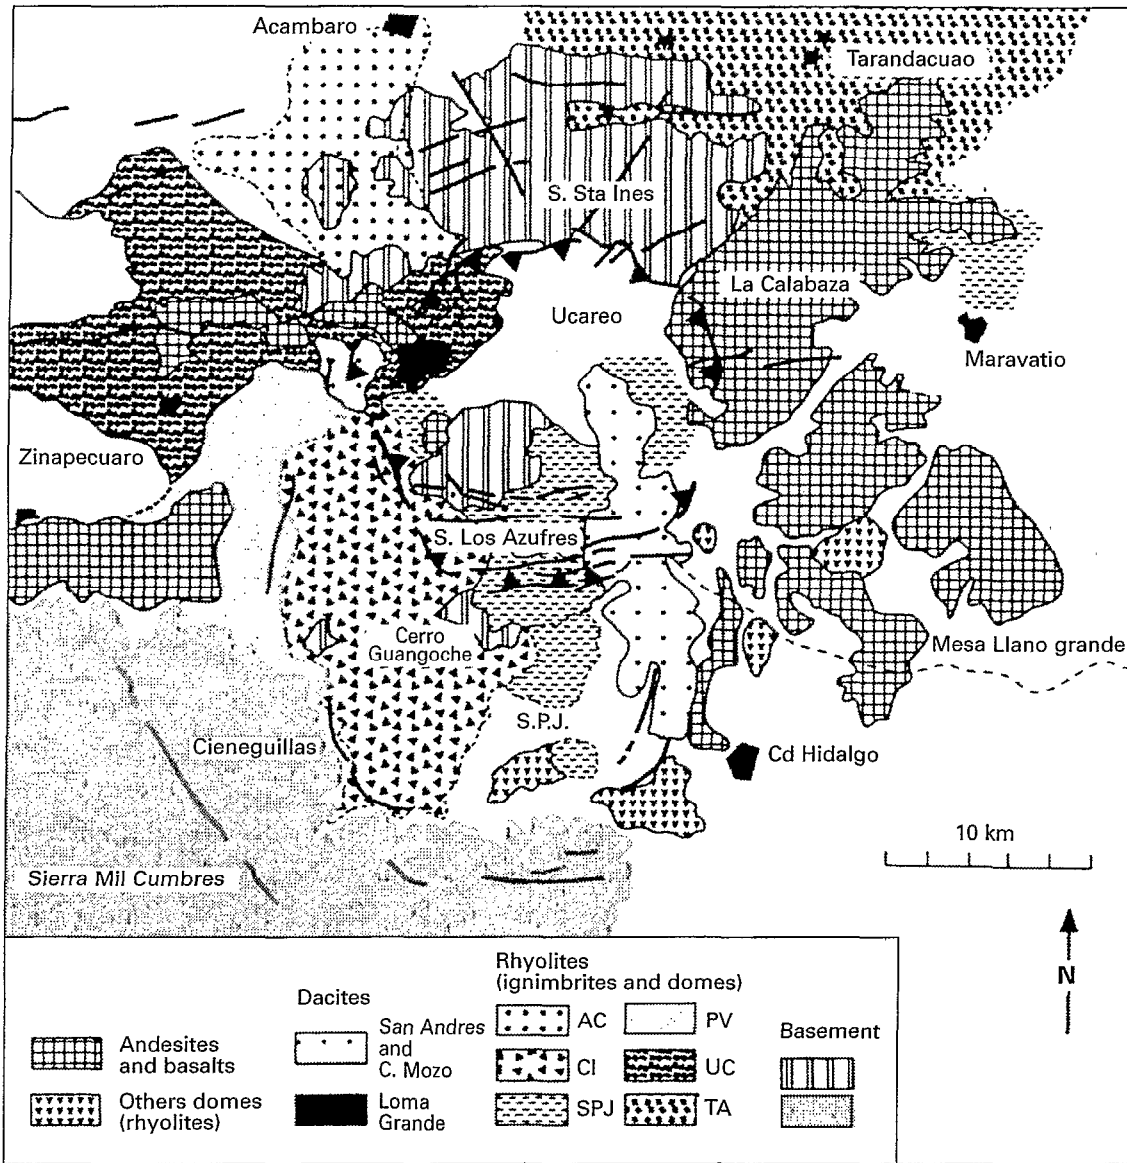 Acambaro
Tarandacuao
S. Sta Ines
La Calabaza
Ucareo
Maravatio
Zinapecuaro
S. Los Azufres
Cerro
Guangoche
Mesa Llano grande
S.P.J.
Cieneguillas
Cd Hidalgo
10 km
Sierra Mil Cumbres
N
Rhyolites
(ignimbrites and domes)
Dacites
San Andres
and
C. Mozo
AC
PV
Basement
Andesites
and basalts
CI
UC
Others domes
(rhyolites)
Loma
Grande
SPJ
TA